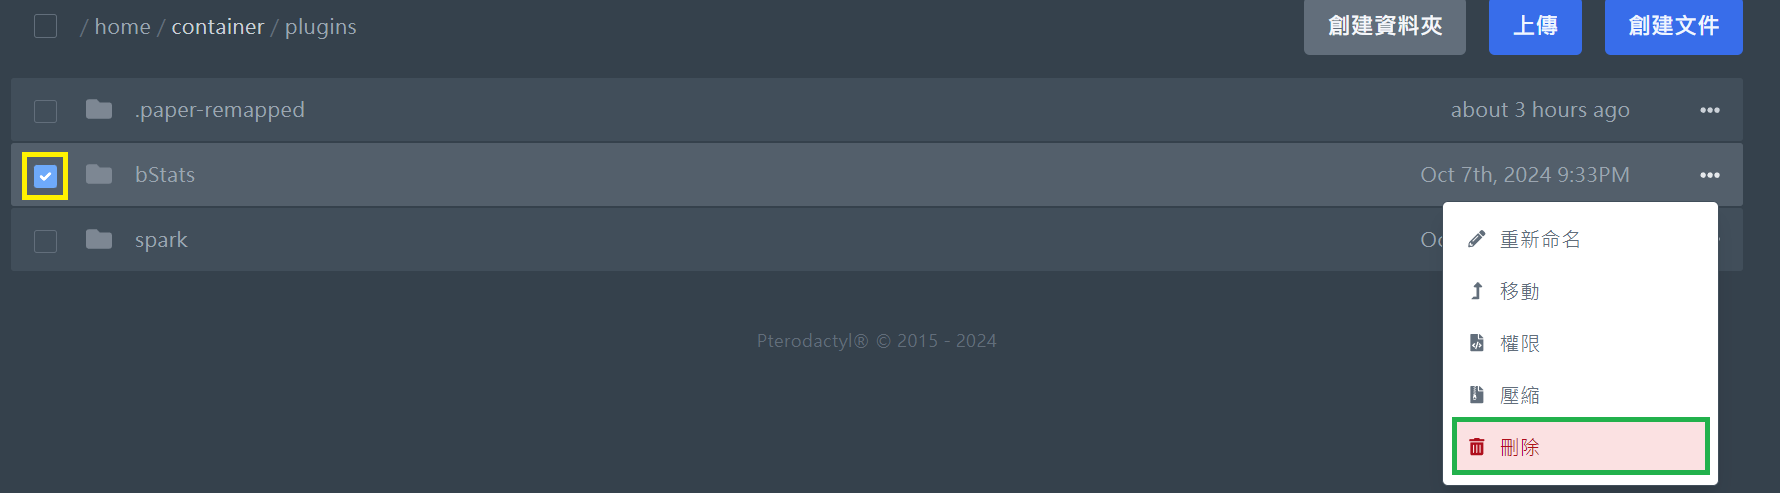 / home / container / plugins
創建資料夾
上傳
創建文件
.paper-remapped
about 3 hours ago
bStats
Oct 7th, 2024 9:33PM
spark
重新命名
移動
權限
壓縮
刪除
Pterodactyl® © 2015 - 2024